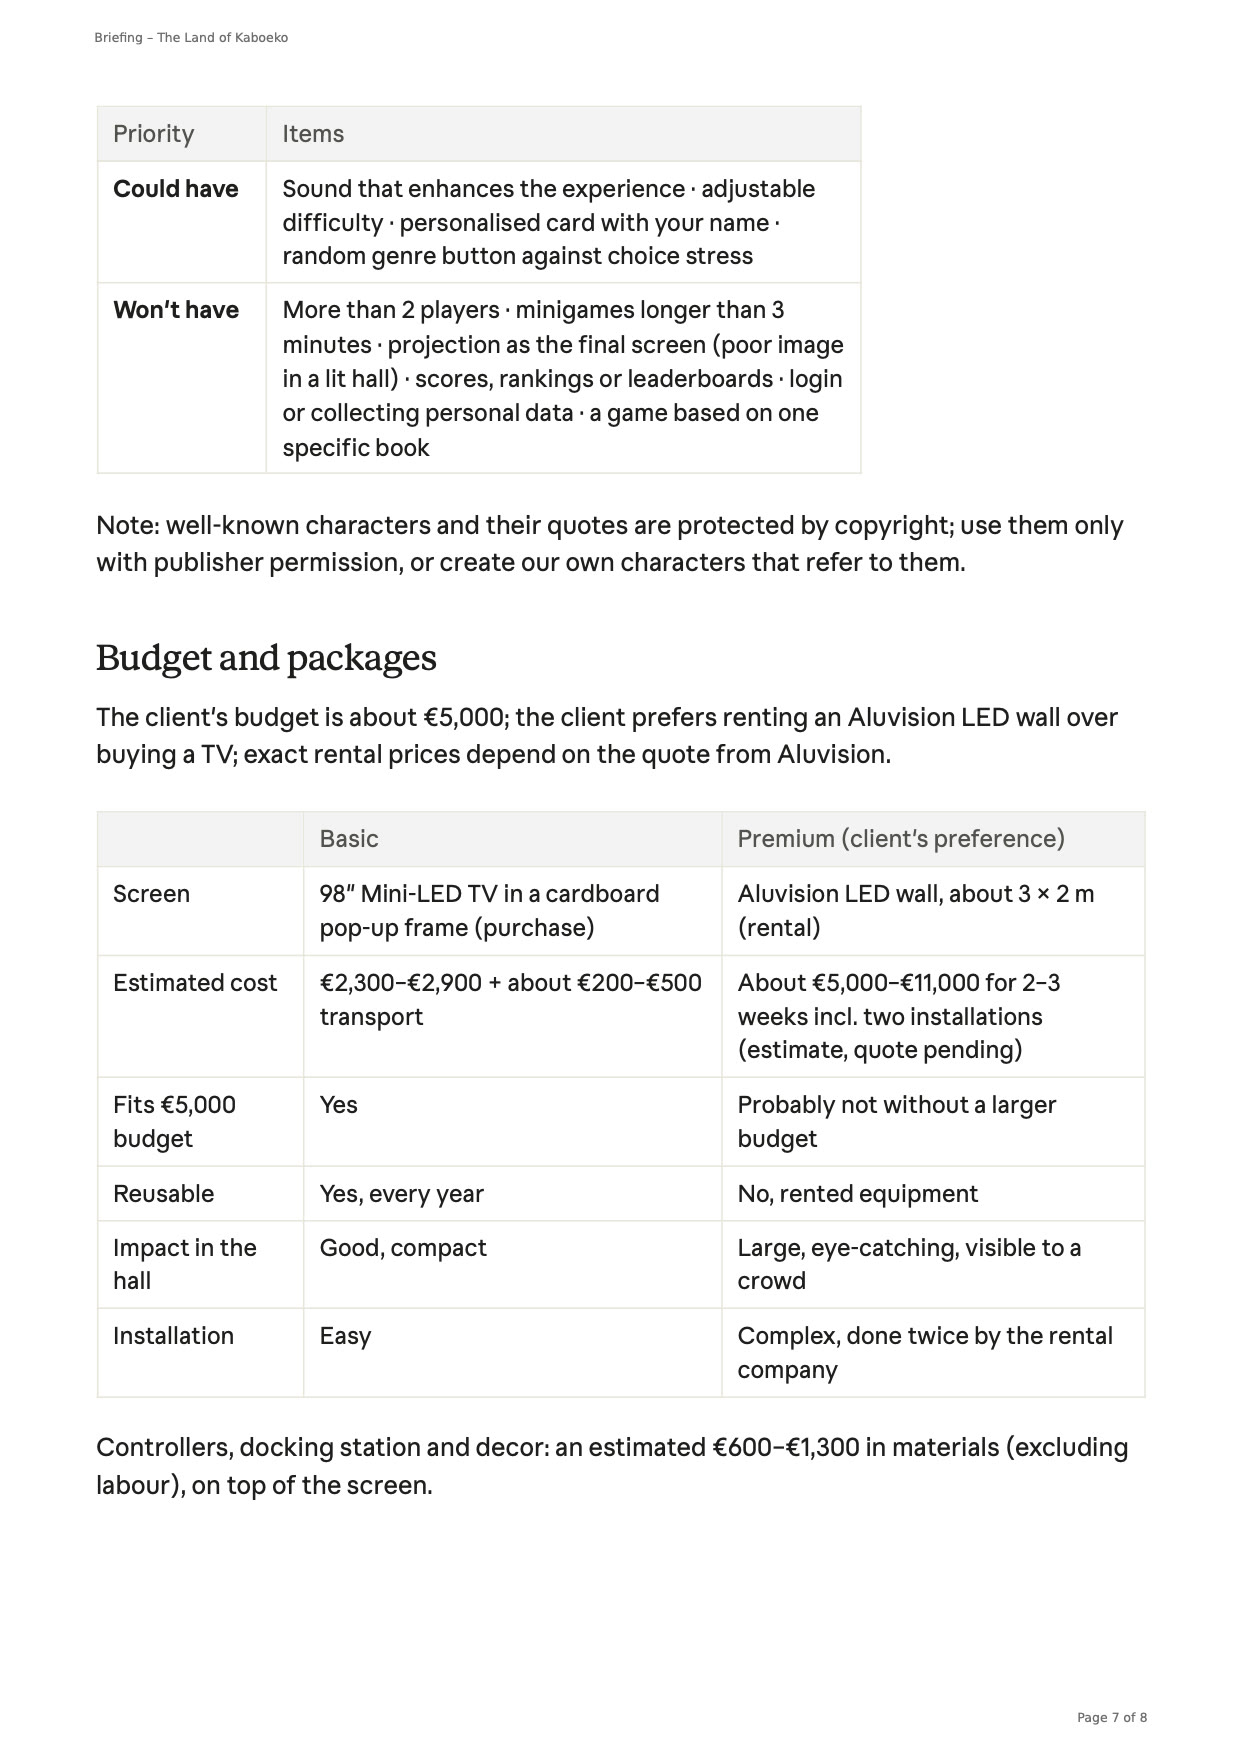 Briefing – The Land of Kaboeko
Priority Items
Could have Sound that enhances the experience · adjustable
difficulty · personalised card with your name ·
random genre button against choice stress
Won't have More than 2 players · minigames longer than 3
minutes · projection as the final screen (poor image
in a lit hall) · scores, rankings or leaderboards · login
or collecting personal data · a game based on one
specific book
Note: well-known characters and their quotes are protected by copyright; use them only
with publisher permission, or create our own characters that refer to them.
Budget and packages
The client's budget is about €5,000; the client prefers renting an Aluvision LED wall over
buying a TV; exact rental prices depend on the quote from Aluvision.
Basic Premium (client's preference)
Screen 98" Mini-LED TV in a cardboard Aluvision LED wall, about 3 × 2 m
pop-up frame (purchase) (rental)
Estimated cost €2,300–€2,900 + about €200–€500 About €5,000–€11,000 for 2–3
transport weeks incl. two installations
(estimate, quote pending)
Fits €5,000 Yes Probably not without a larger
budget budget
Reusable Yes, every year No, rented equipment
Impact in the Good, compact Large, eye-catching, visible to a
hall crowd
Installation Easy Complex, done twice by the rental
company
Controllers, docking station and decor: an estimated €600–€1,300 in materials (excluding
labour), on top of the screen.
Page 7 of 8